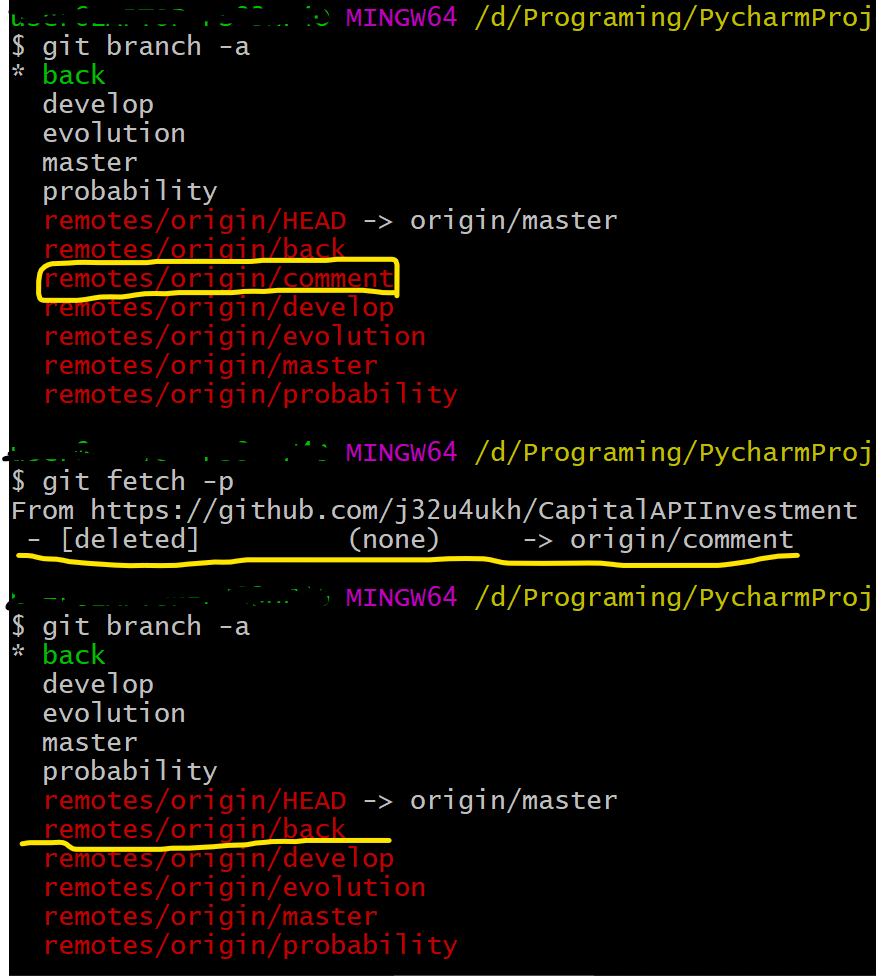 MINGW64 /d/Programing/PycharmProj
$ git branch -a
* back
develop
evolution
master
probability
remotes/origin/HEAD -> origin/master
remotes/origin/back
remotes/origin/comment
remotes/origin/develop
remotes/origin/evolution
remotes/origin/master
remotes/origin/probability
MINGW64 /d/Programing/PycharmProj
$ git fetch -p
From https://github.com/j32u4ukh/CapitalAPIInvestment
- [deleted] (none) -> origin/comment
MINGW64 /d/Programing/PycharmProj
$ git branch -a
* back
develop
evolution
master
probability
remotes/origin/HEAD -> origin/master
remotes/origin/back
remotes/origin/develop
remotes/origin/evolution
remotes/origin/master
remotes/origin/probability